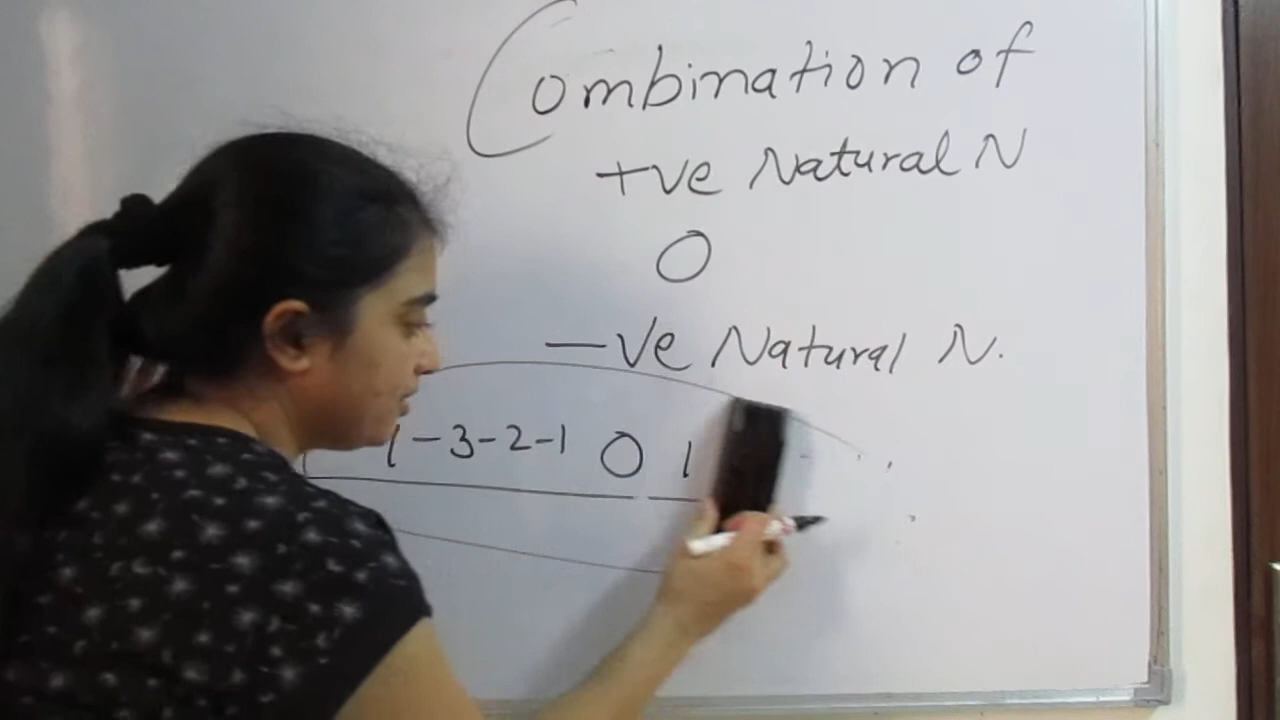 Combination of
+ve Natural N
0
-ve Natural N.
-3-2-1 0 1